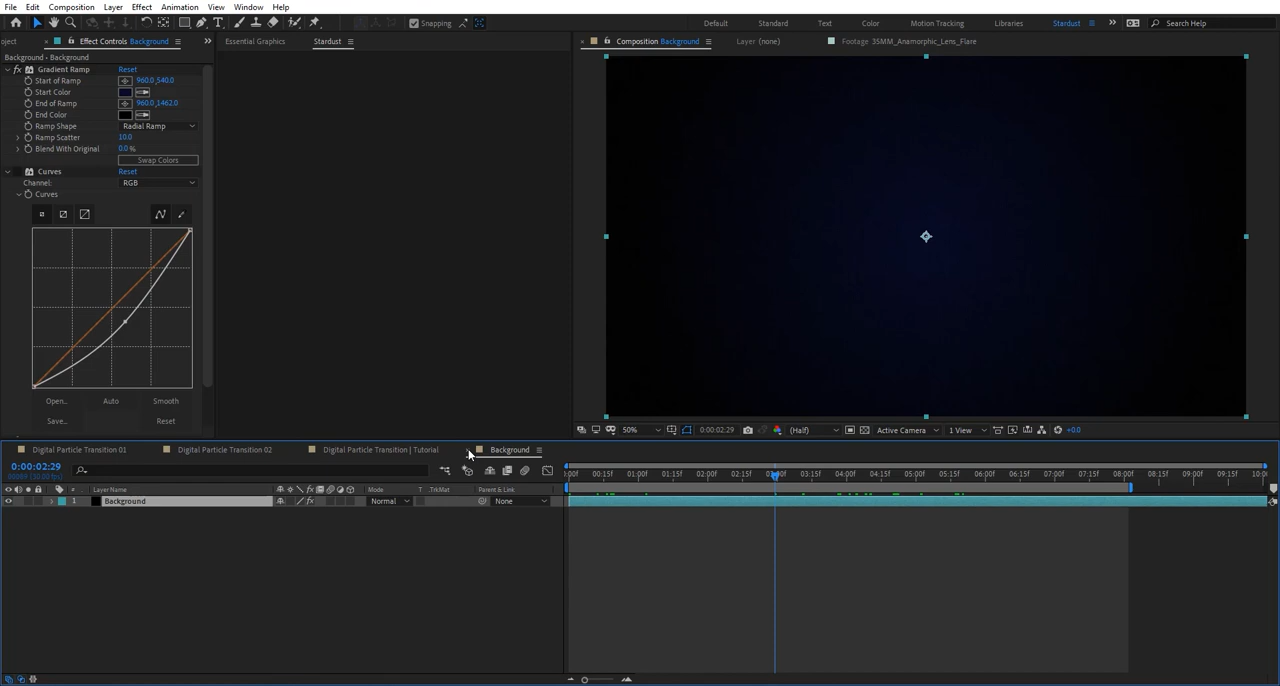 File Edit Composition Layer Effect Animation View Window Help
Snapping Default Standard Text Color Motion Tracking Libraries Stardust Search Help
oject Effect Controls Background Essential Graphics Stardust Composition Background Layer (none) Footage 35MM_Anamorphic_Lens_Flare
Background • Background
fx Gradient Ramp Reset
Start of Ramp 960.0,540.0
Start Color
End of Ramp 960.0,1462.0
End Color
Ramp Shape Radial Ramp
Ramp Scatter 10.0
Blend With Original 0.0 %
Swap Colors
Curves Reset
Channel: RGB
Curves
Open... Auto Smooth
Save... Reset
50% 0:00:02:29 (Half) Active Camera 1 View +0.0
Digital Particle Transition 01 Digital Particle Transition 02 Digital Particle Transition | Tutorial Background
0:00:02:29
# Layer Name Mode T .TrkMat Parent & Link
00:15f 01:00f 01:15f 02:00f 02:15f 03:00f 03:15f 04:00f 04:15f 05:00f 05:15f 06:00f 06:15f 07:00f 07:15f 08:00f 08:15f 09:00f 09:15f 10:0
1 Background fx Normal None